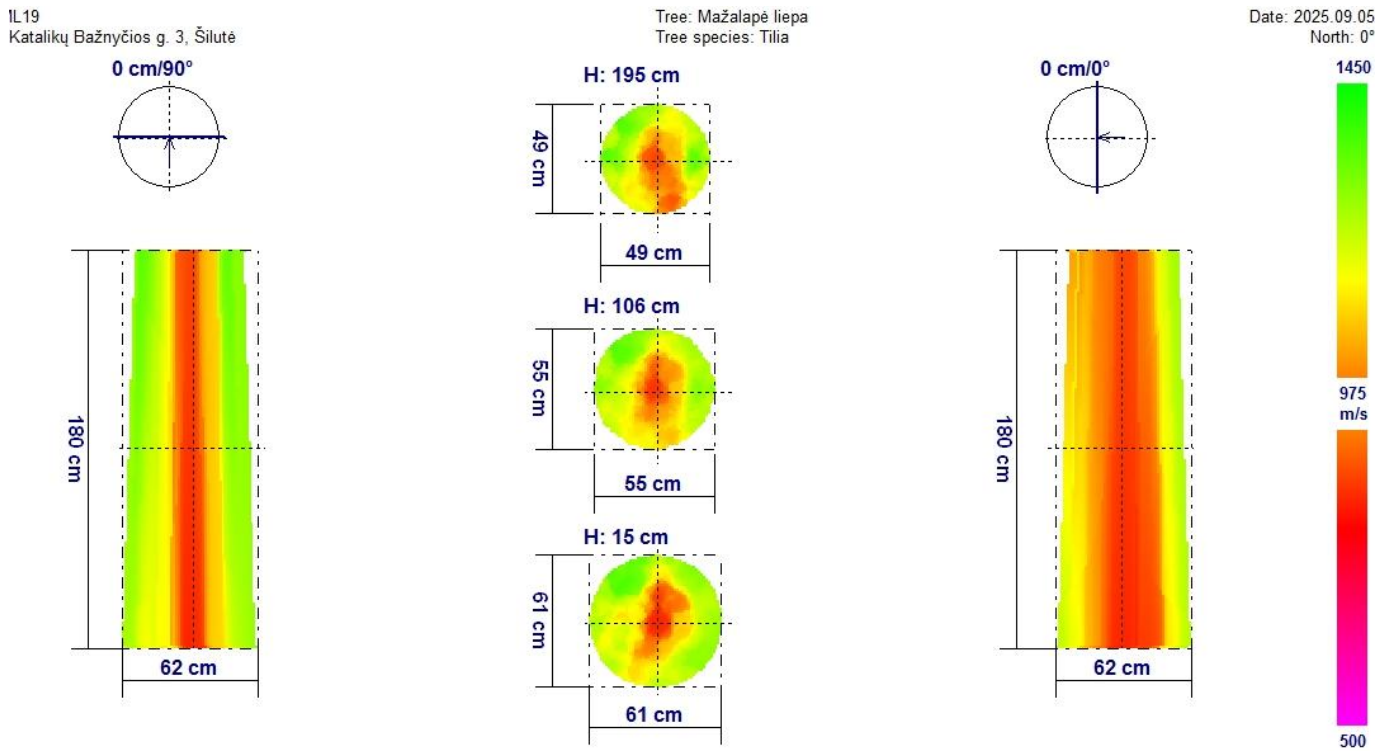 1L19
Katalikų Bažnyčios g. 3, Šilutė
Tree: Mažalapė liepa
Tree species: Tilia
Date: 2025.09.05
North: 0°
0 cm/90°
H: 195 cm
0 cm/0°
1450
49 cm
49 cm
H: 106 cm
55 cm
55 cm
180 cm
180 cm
975
m/s
H: 15 cm
61 cm
61 cm
62 cm
62 cm
500